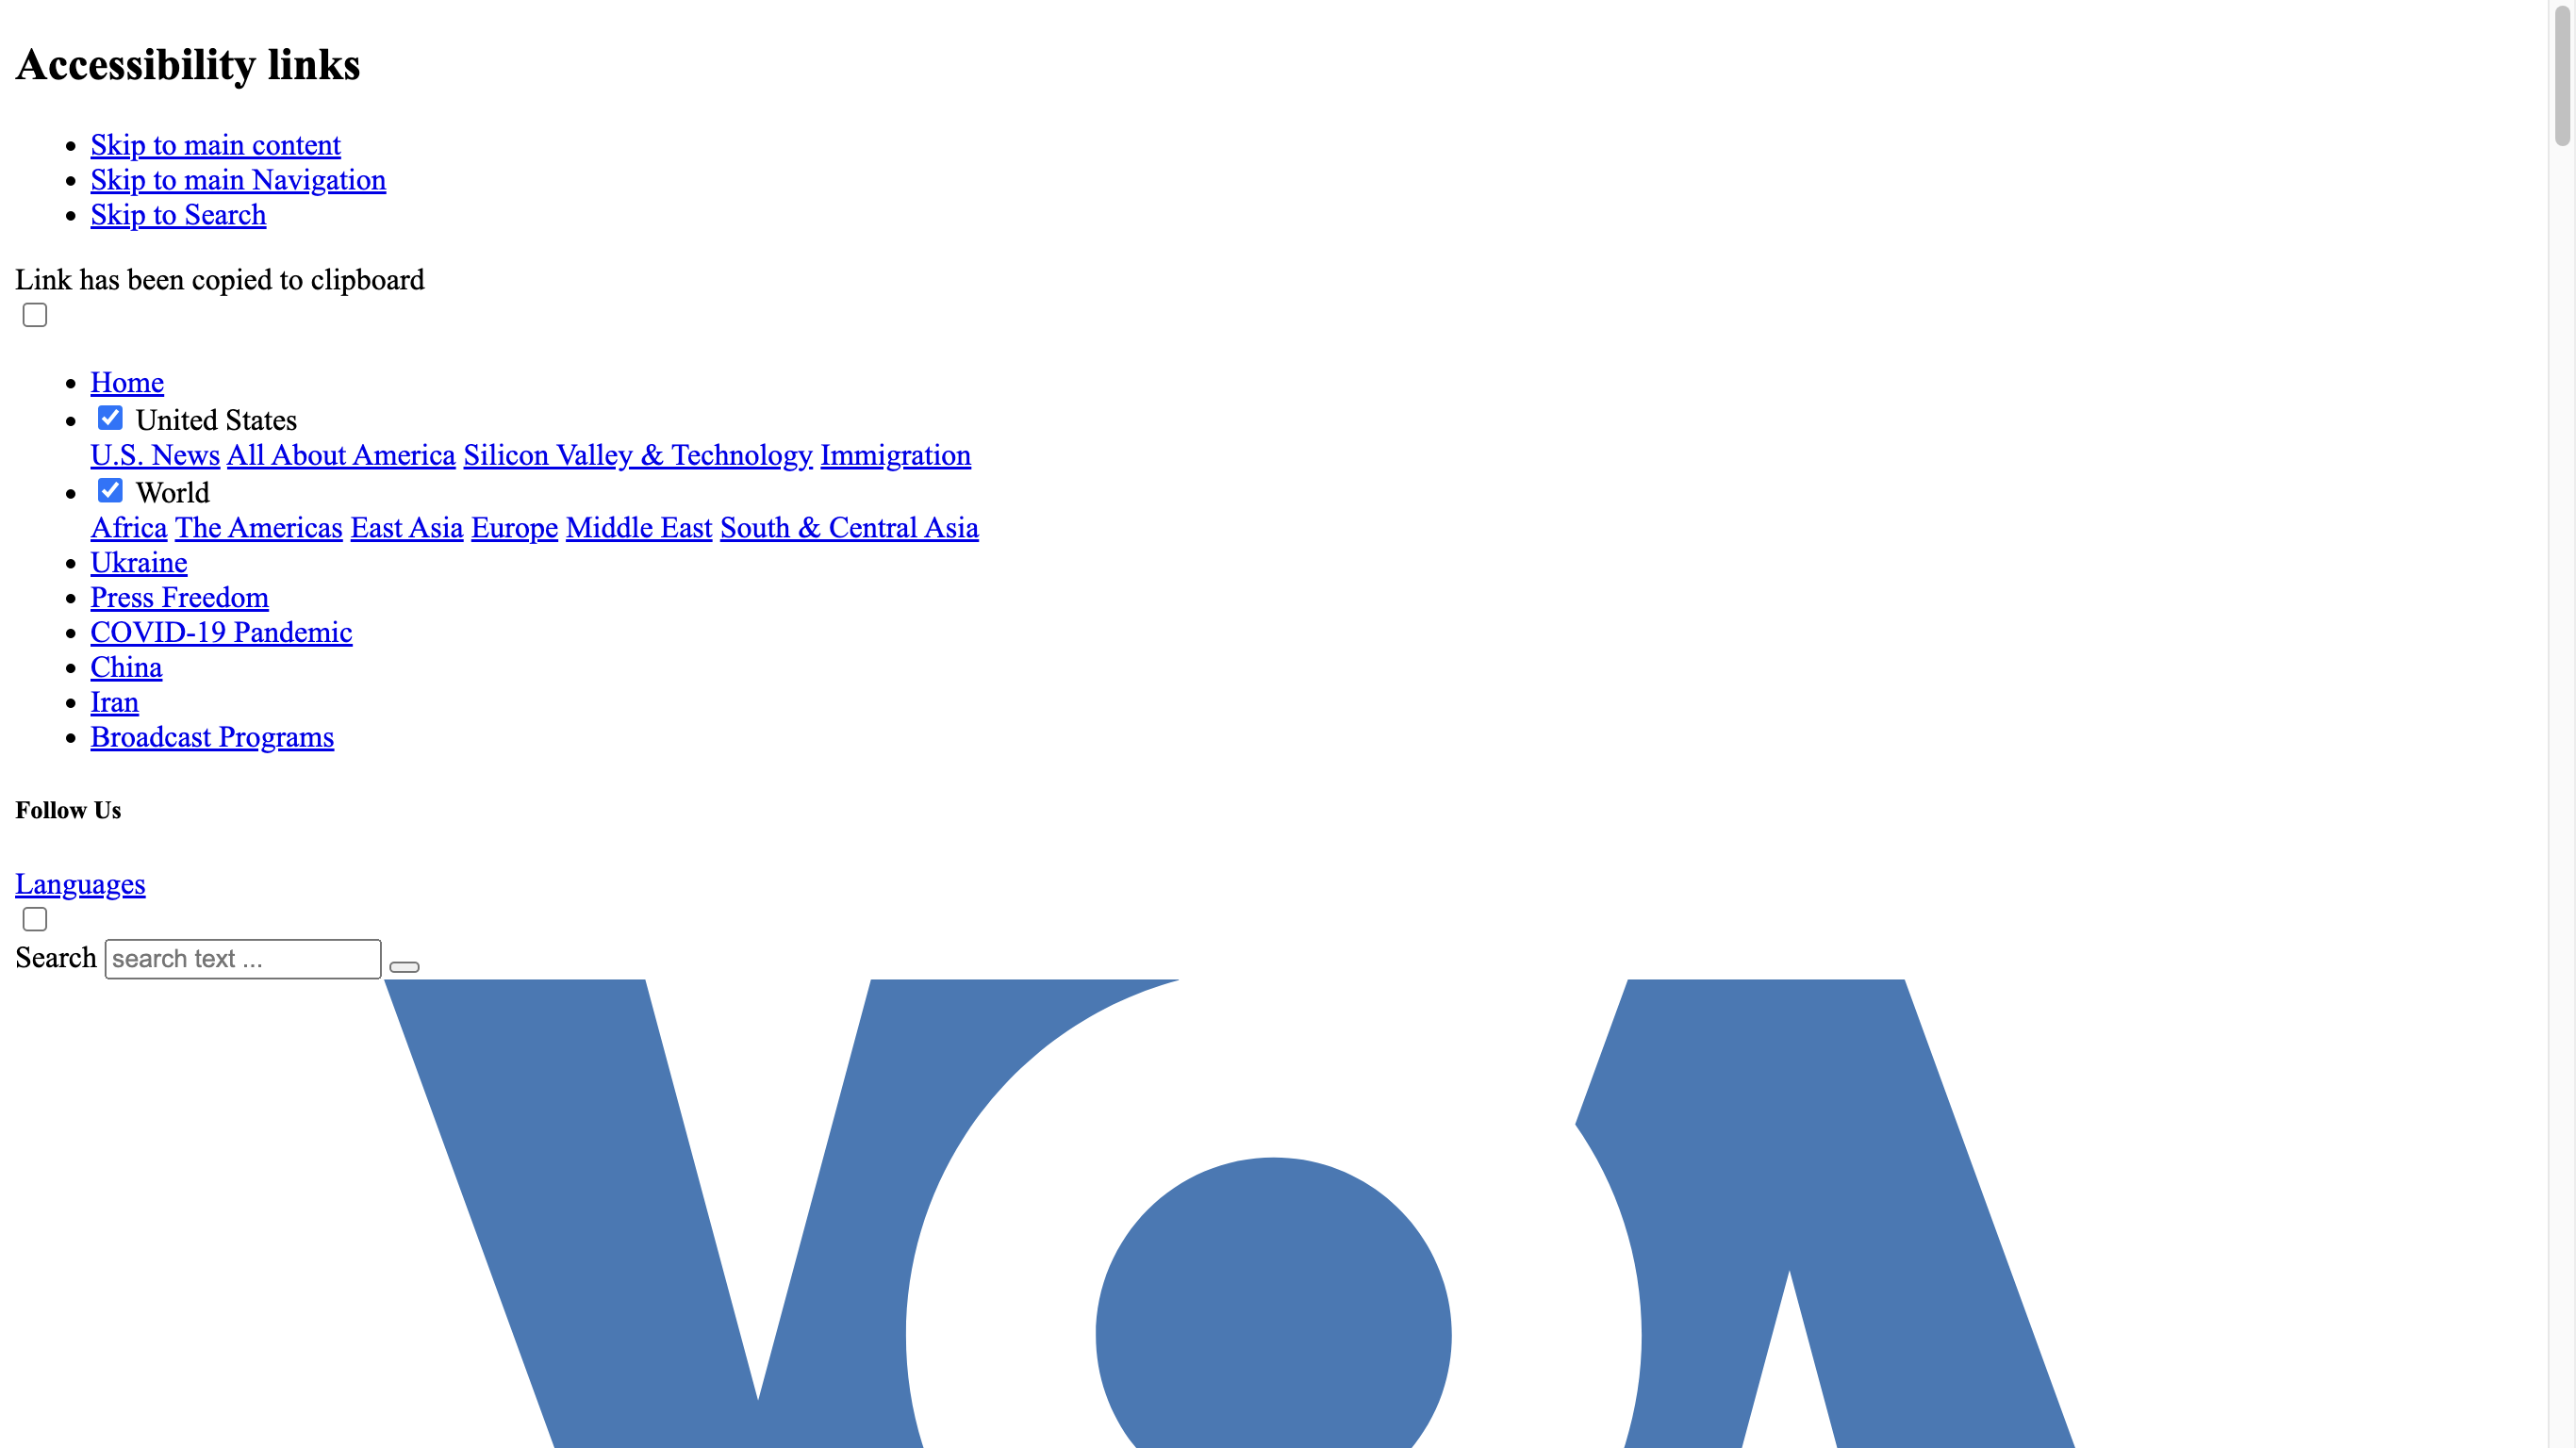 Accessibility links
Skip to main content
Skip to main Navigation
Skip to Search
Link has been copied to clipboard
Home
United States
U.S. News All About America Silicon Valley & Technology Immigration
World
Africa The Americas East Asia Europe Middle East South & Central Asia
Ukraine
Press Freedom
COVID-19 Pandemic
China
Iran
Broadcast Programs
Follow Us
Languages
Search search text ...
VOA